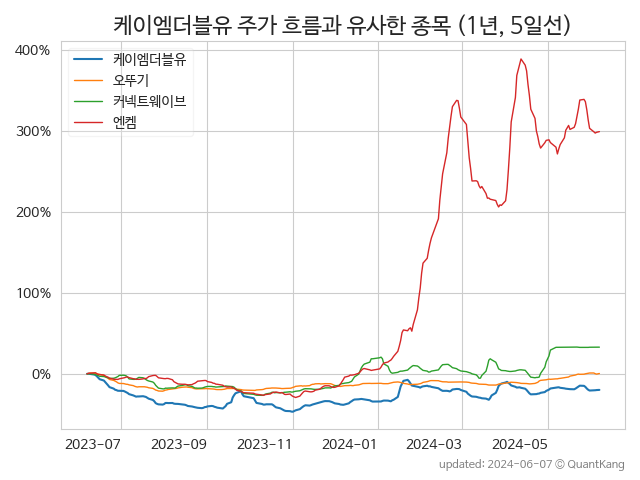 케이엠더블유 주가 흐름과 유사한 종목 (1년, 5일선)
400%
300%
200%
100%
0%
케이엠더블유
오뚜기
커넥트웨이브
엔켐
2023-07
2023-09
2023-11
2024-01
2024-03
2024-05
updated: 2024-06-07 © QuantKang